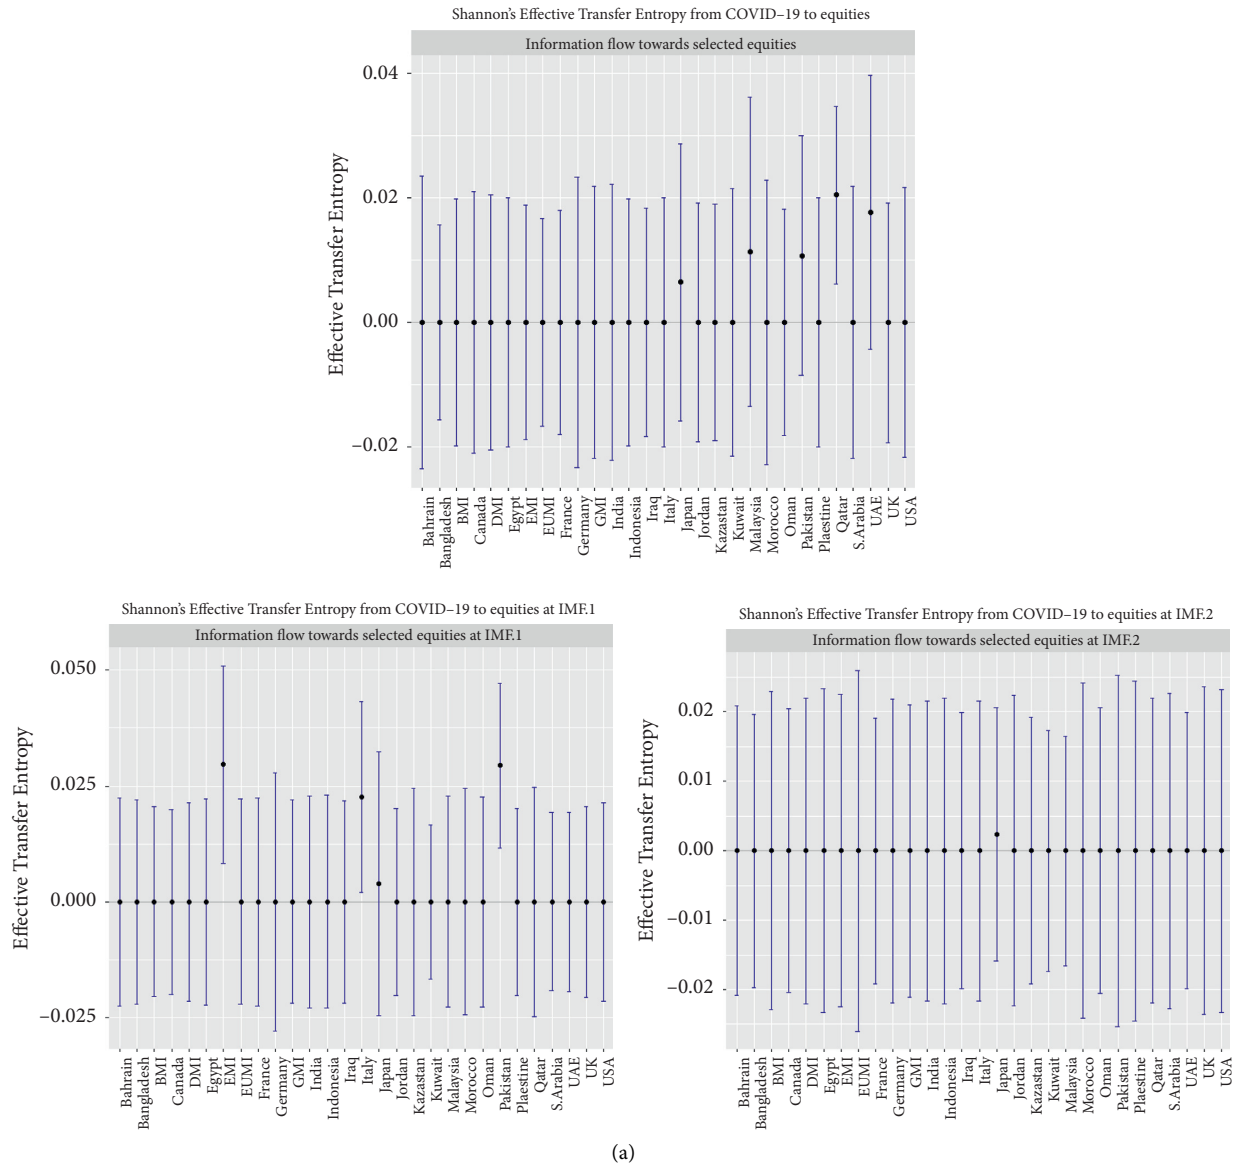 Shannon's Effective Transfer Entropy from COVID–19 to equities
Information flow towards selected equities
Effective Transfer Entropy
0.04
0.02
0.00
−0.02
Bahrain
Bangladesh
BMI
Canada
DMI
Egypt
EMI
EUMI
France
Germany
GMI
India
Indonesia
Iraq
Italy
Japan
Jordan
Kazastan
Kuwait
Malaysia
Morocco
Oman
Pakistan
Plaestine
Qatar
S.Arabia
UAE
UK
USA
Shannon's Effective Transfer Entropy from COVID–19 to equities at IMF.1
Information flow towards selected equities at IMF.1
Effective Transfer Entropy
0.050
0.025
0.000
−0.025
Bahrain
Bangladesh
BMI
Canada
DMI
Egypt
EMI
EUMI
France
Germany
GMI
India
Indonesia
Iraq
Italy
Japan
Jordan
Kazastan
Kuwait
Malaysia
Morocco
Oman
Pakistan
Plaestine
Qatar
S.Arabia
UAE
UK
USA
Shannon's Effective Transfer Entropy from COVID–19 to equities at IMF.2
Information flow towards selected equities at IMF.2
Effective Transfer Entropy
0.02
0.01
0.00
−0.01
−0.02
Bahrain
Bangladesh
BMI
Canada
DMI
Egypt
EMI
EUMI
France
Germany
GMI
India
Indonesia
Iraq
Italy
Japan
Jordan
Kazastan
Kuwait
Malaysia
Morocco
Oman
Pakistan
Plaestine
Qatar
S.Arabia
UAE
UK
USA
(a)